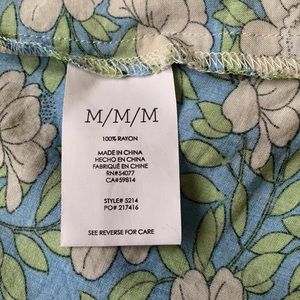 M/M/M
100% RAYON
MADE IN CHINA
HECHO EN CHINA
FABRIQUÉ EN CHINE
RN#54077
CA#59814
STYLE# 5214
PO# 217416
SEE REVERSE FOR CARE